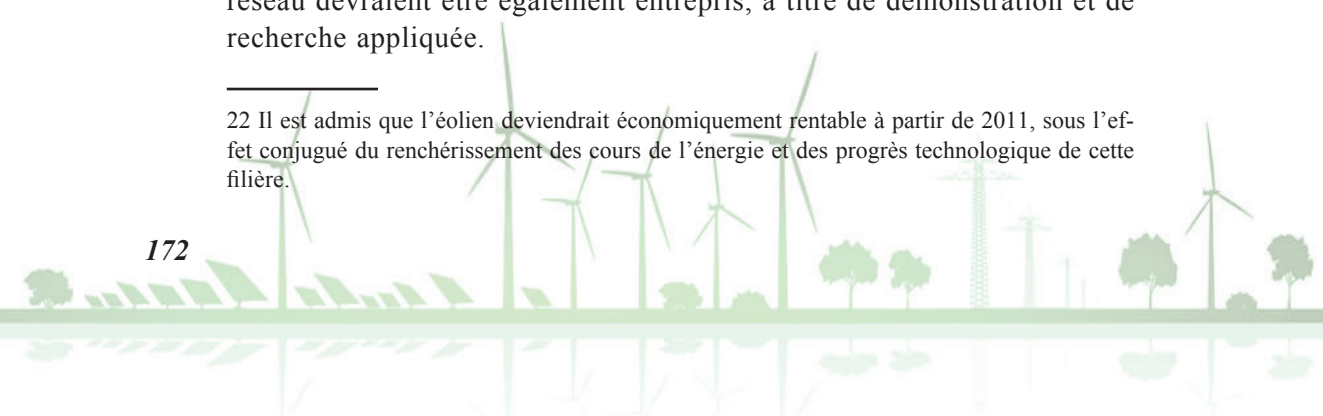 réseau devraient être également entrepris, à titre de démonstration et de
recherche appliquée.
22 Il est admis que l’éolien deviendrait économiquement rentable à partir de 2011, sous l’ef-
fet conjugué du renchérissement des cours de l’énergie et des progrès technologique de cette
filière.
172